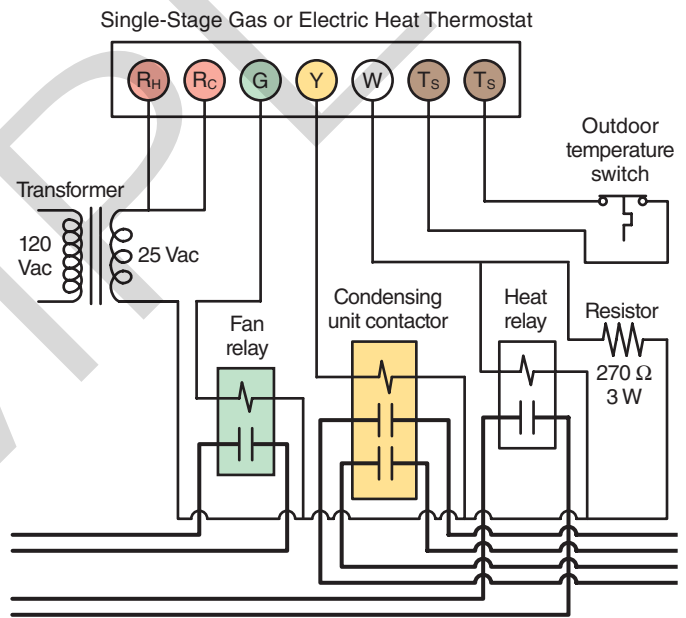 Single-Stage Gas or Electric Heat Thermostat
RH RC G Y W TS TS
Outdoor
temperature
switch
Transformer
120
Vac
25 Vac
Fan
relay
Condensing
unit contactor
Heat
relay
Resistor
270 Ω
3 W